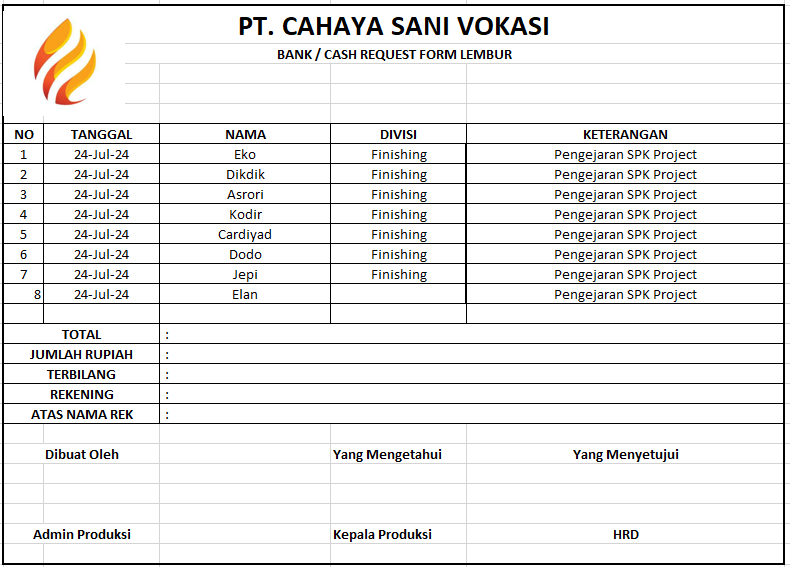 PT. CAHAYA SANI VOKASI
BANK / CASH REQUEST FORM LEMBUR
NO TANGGAL NAMA DIVISI KETERANGAN
1 24-Jul-24 Eko Finishing Pengejaran SPK Project
2 24-Jul-24 Dikdik Finishing Pengejaran SPK Project
3 24-Jul-24 Asrori Finishing Pengejaran SPK Project
4 24-Jul-24 Kodir Finishing Pengejaran SPK Project
5 24-Jul-24 Cardiyad Finishing Pengejaran SPK Project
6 24-Jul-24 Dodo Finishing Pengejaran SPK Project
7 24-Jul-24 Jepi Finishing Pengejaran SPK Project
8 24-Jul-24 Elan Pengejaran SPK Project
TOTAL :
JUMLAH RUPIAH :
TERBILANG :
REKENING :
ATAS NAMA REK :
Dibuat Oleh Yang Mengetahui Yang Menyetujui
Admin Produksi Kepala Produksi HRD